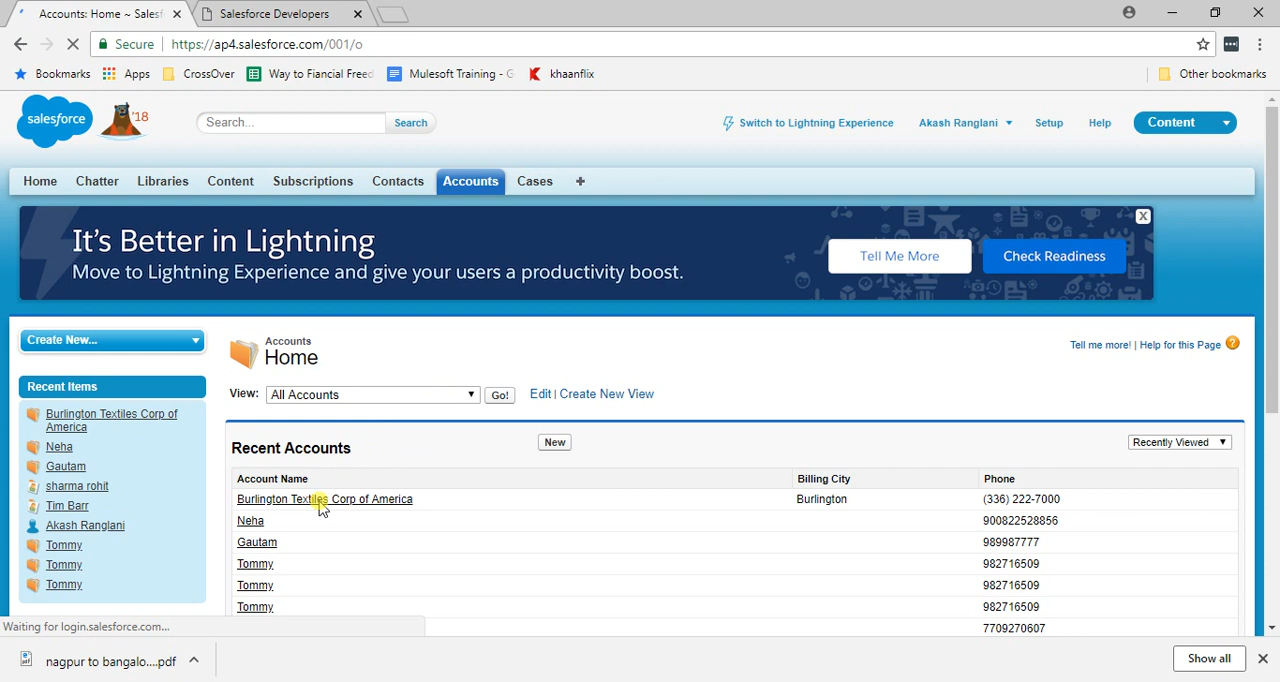 Accounts: Home ~ Salesf
Salesforce Developers
Secure
https://ap4.salesforce.com/001/o
Bookmarks
Apps
CrossOver
Way to Fiancial Freed
Mulesoft Training - G
khaanflix
Other bookmarks
salesforce
'18
Search...
Search
Switch to Lightning Experience
Akash Ranglani
Setup
Help
Content
Home
Chatter
Libraries
Content
Subscriptions
Contacts
Accounts
Cases
It's Better in Lightning
Move to Lightning Experience and give your users a productivity boost.
Tell Me More
Check Readiness
X
Create New...
Recent Items
Burlington Textiles Corp of
America
Neha
Gautam
sharma rohit
Tim Barr
Akash Ranglani
Tommy
Tommy
Tommy
Accounts
Home
Tell me more! | Help for this Page
View: All Accounts Go! Edit | Create New View
Recent Accounts New Recently Viewed
Account Name Billing City Phone
Burlington Textiles Corp of America Burlington (336) 222-7000
Neha 900822528856
Gautam 989987777
Tommy 982716509
Tommy 982716509
Tommy 982716509
7709270607
Waiting for login.salesforce.com...
nagpur to bangalo....pdf
Show all